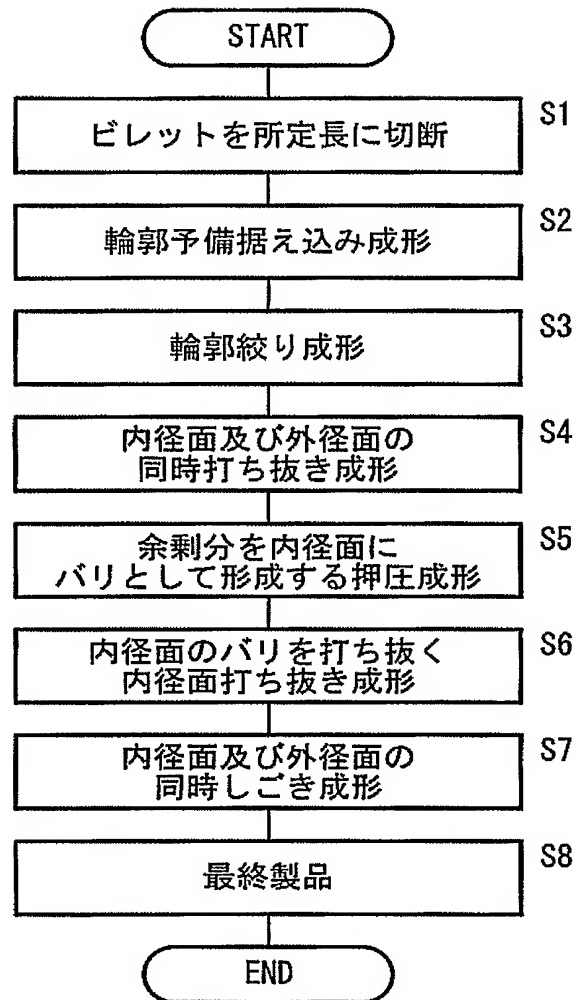 START
ビレットを所定長に切断
S1
輪郭予備据え込み成形
S2
輪郭絞り成形
S3
内径面及び外径面の
同時打ち抜き成形
S4
余剰分を内径面に
バリとして形成する押圧成形
S5
内径面のバリを打ち抜く
内径面打ち抜き成形
S6
内径面及び外径面の
同時しごき成形
S7
最終製品
S8
END